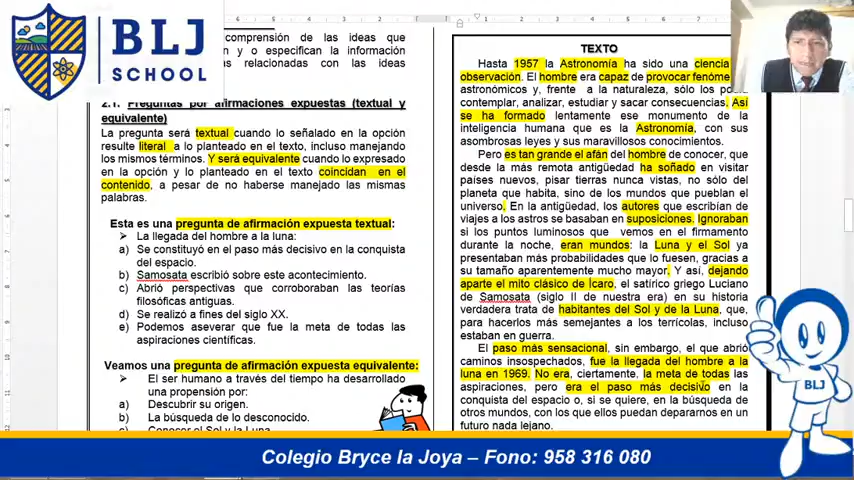 BLJ
SCHOOL
comprensión de las ideas que
n y o especifican la información
s relacionadas con las ideas
2.1. Preguntas por afirmaciones expuestas (textual y
equivalente)
La pregunta será textual cuando lo señalado en la opción
resulte literal a lo planteado en el texto, incluso manejando
los mismos términos. Y será equivalente cuando lo expresado
en la opción y lo planteado en el texto coincidan en el
contenido, a pesar de no haberse manejado las mismas
palabras.
Esta es una pregunta de afirmación expuesta textual:
➢ La llegada del hombre a la luna:
a) Se constituyó en el paso más decisivo en la conquista
del espacio.
b) Samosata escribió sobre este acontecimiento.
c) Abrió perspectivas que corroboraban las teorías
filosóficas antiguas.
d) Se realizó a fines del siglo XX.
e) Podemos aseverar que fue la meta de todas las
aspiraciones científicas.
Veamos una pregunta de afirmación expuesta equivalente:
➢ El ser humano a través del tiempo ha desarrollado
una propensión por:
a) Descubrir su origen.
b) La búsqueda de lo desconocido.
c) Conocer el Sol y la Luna
TEXTO
Hasta 1957 la Astronomía ha sido una ciencia
observación. El hombre era capaz de provocar fenóme
astronómicos y, frente a la naturaleza, sólo los po
contemplar, analizar, estudiar y sacar consecuencias. Así
se ha formado lentamente ese monumento de la
inteligencia humana que es la Astronomía, con sus
asombrosas leyes y sus maravillosos conocimientos.
Pero es tan grande el afán del hombre de conocer, que
desde la más remota antigüedad ha soñado en visitar
países nuevos, pisar tierras nunca vistas, no sólo del
planeta que habita, sino de los mundos que pueblan el
universo. En la antigüedad, los autores que escribían de
viajes a los astros se basaban en suposiciones. Ignoraban
si los puntos luminosos que vemos en el firmamento
durante la noche, eran mundos: la Luna y el Sol ya
presentaban más probabilidades que lo fuesen, gracias a
su tamaño aparentemente mucho mayor. Y así, dejando
aparte el mito clásico de Ícaro, el satírico griego Luciano
de Samosata (siglo II de nuestra era) en su historia
verdadera trata de habitantes del Sol y de la Luna, que,
para hacerlos más semejantes a los terrícolas, incluso
estaban en guerra.
El paso más sensacional, sin embargo, el que abrió
caminos insospechados, fue la llegada del hombre a la
luna en 1969. No era, ciertamente, la meta de todas las
aspiraciones, pero era el paso más decisivo en la
conquista del espacio o, si se quiere, en la búsqueda de
otros mundos, con los que ellos puedan depararnos en un
futuro nada lejano.
BLJ
Colegio Bryce la Joya – Fono: 958 316 080